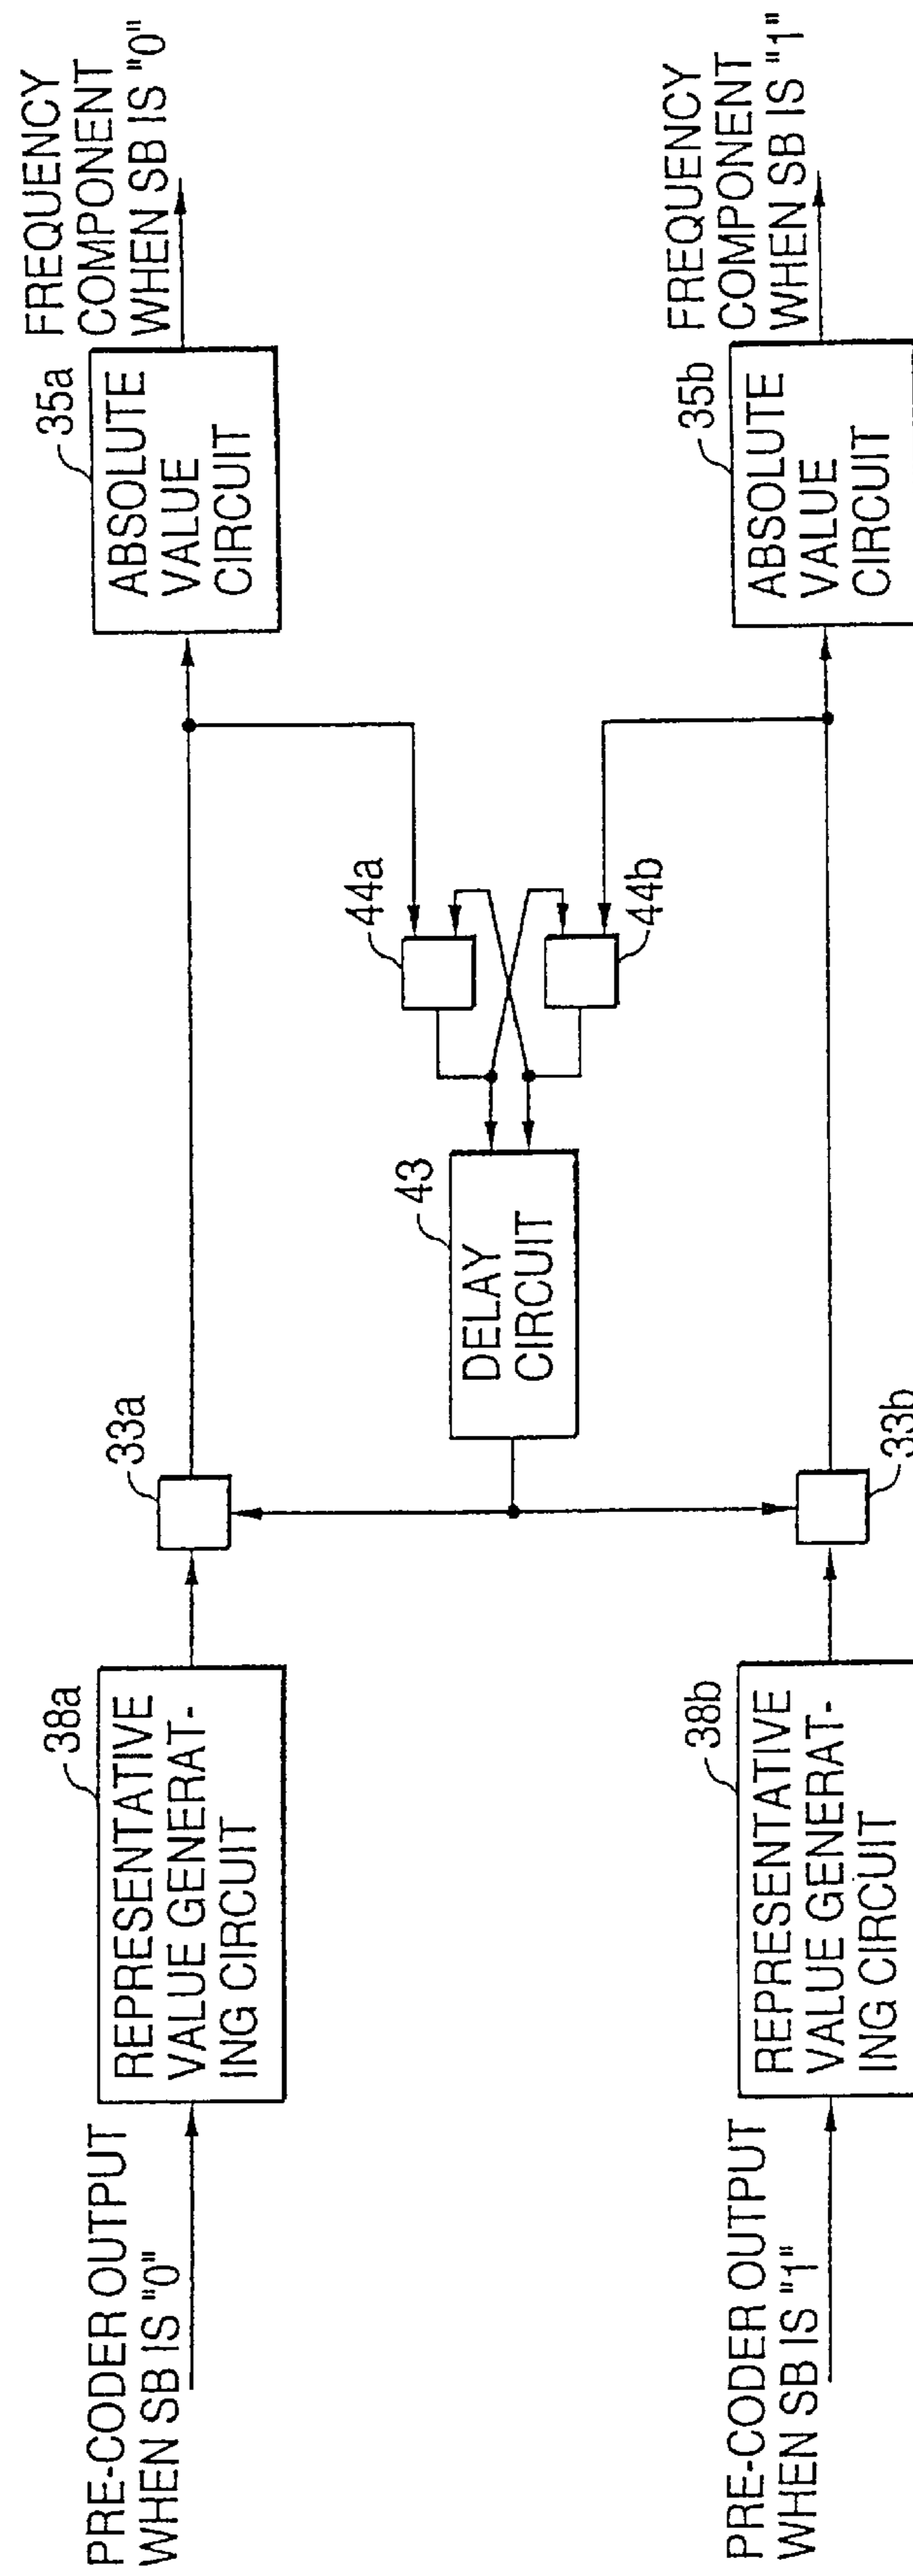 PRE-CODER OUTPUT
WHEN SB IS "0"
38a
REPRESENTATIVE
VALUE GENERAT-
ING CIRCUIT
33a
35a
ABSOLUTE
VALUE
CIRCUIT
FREQUENCY
COMPONENT
WHEN SB IS "0"
43
DELAY
CIRCUIT
44a
44b
PRE-CODER OUTPUT
WHEN SB IS "1"
38b
REPRESENTATIVE
VALUE GENERAT-
ING CIRCUIT
33b
35b
ABSOLUTE
VALUE
CIRCUIT
FREQUENCY
COMPONENT
WHEN SB IS "1"